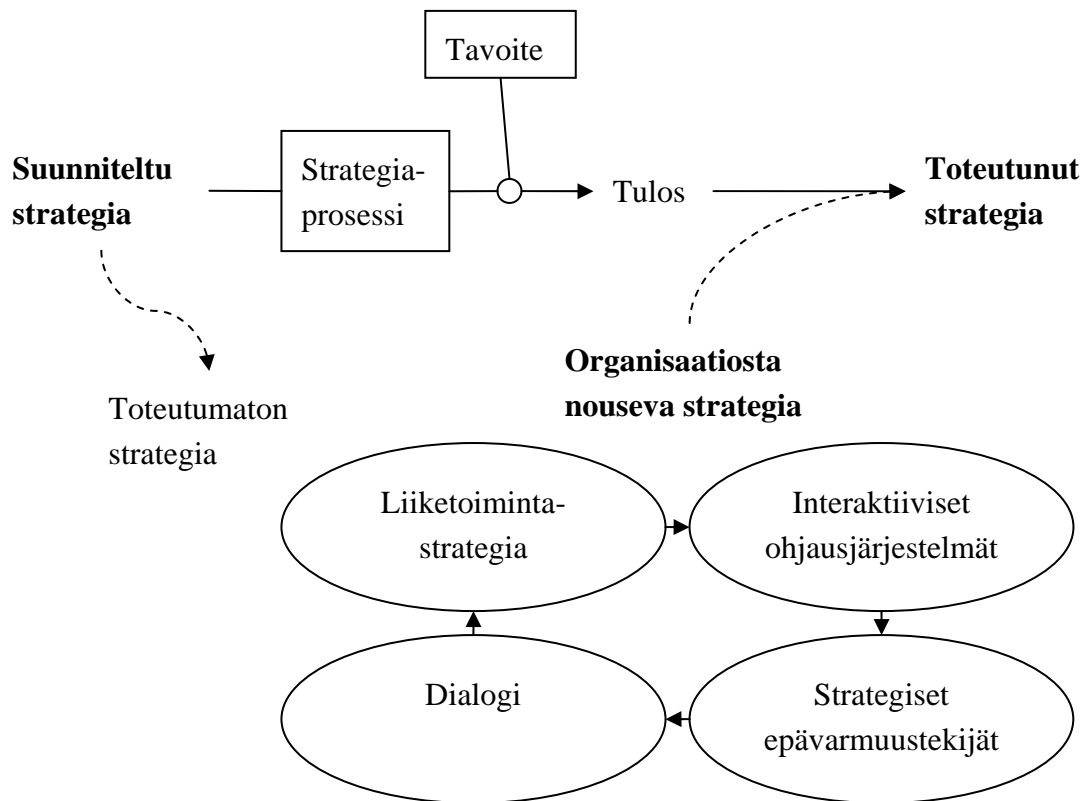 Tavoite
Suunniteltu
strategia
Strategia-
prosessi
Tulos
Toteutunut
strategia
Organisaatiosta
nouseva strategia
Toteutumaton
strategia
Liiketoiminta-
strategia
Interaktiiviset
ohjausjärjestelmät
Dialogi
Strategiset
epävarmuustekijät